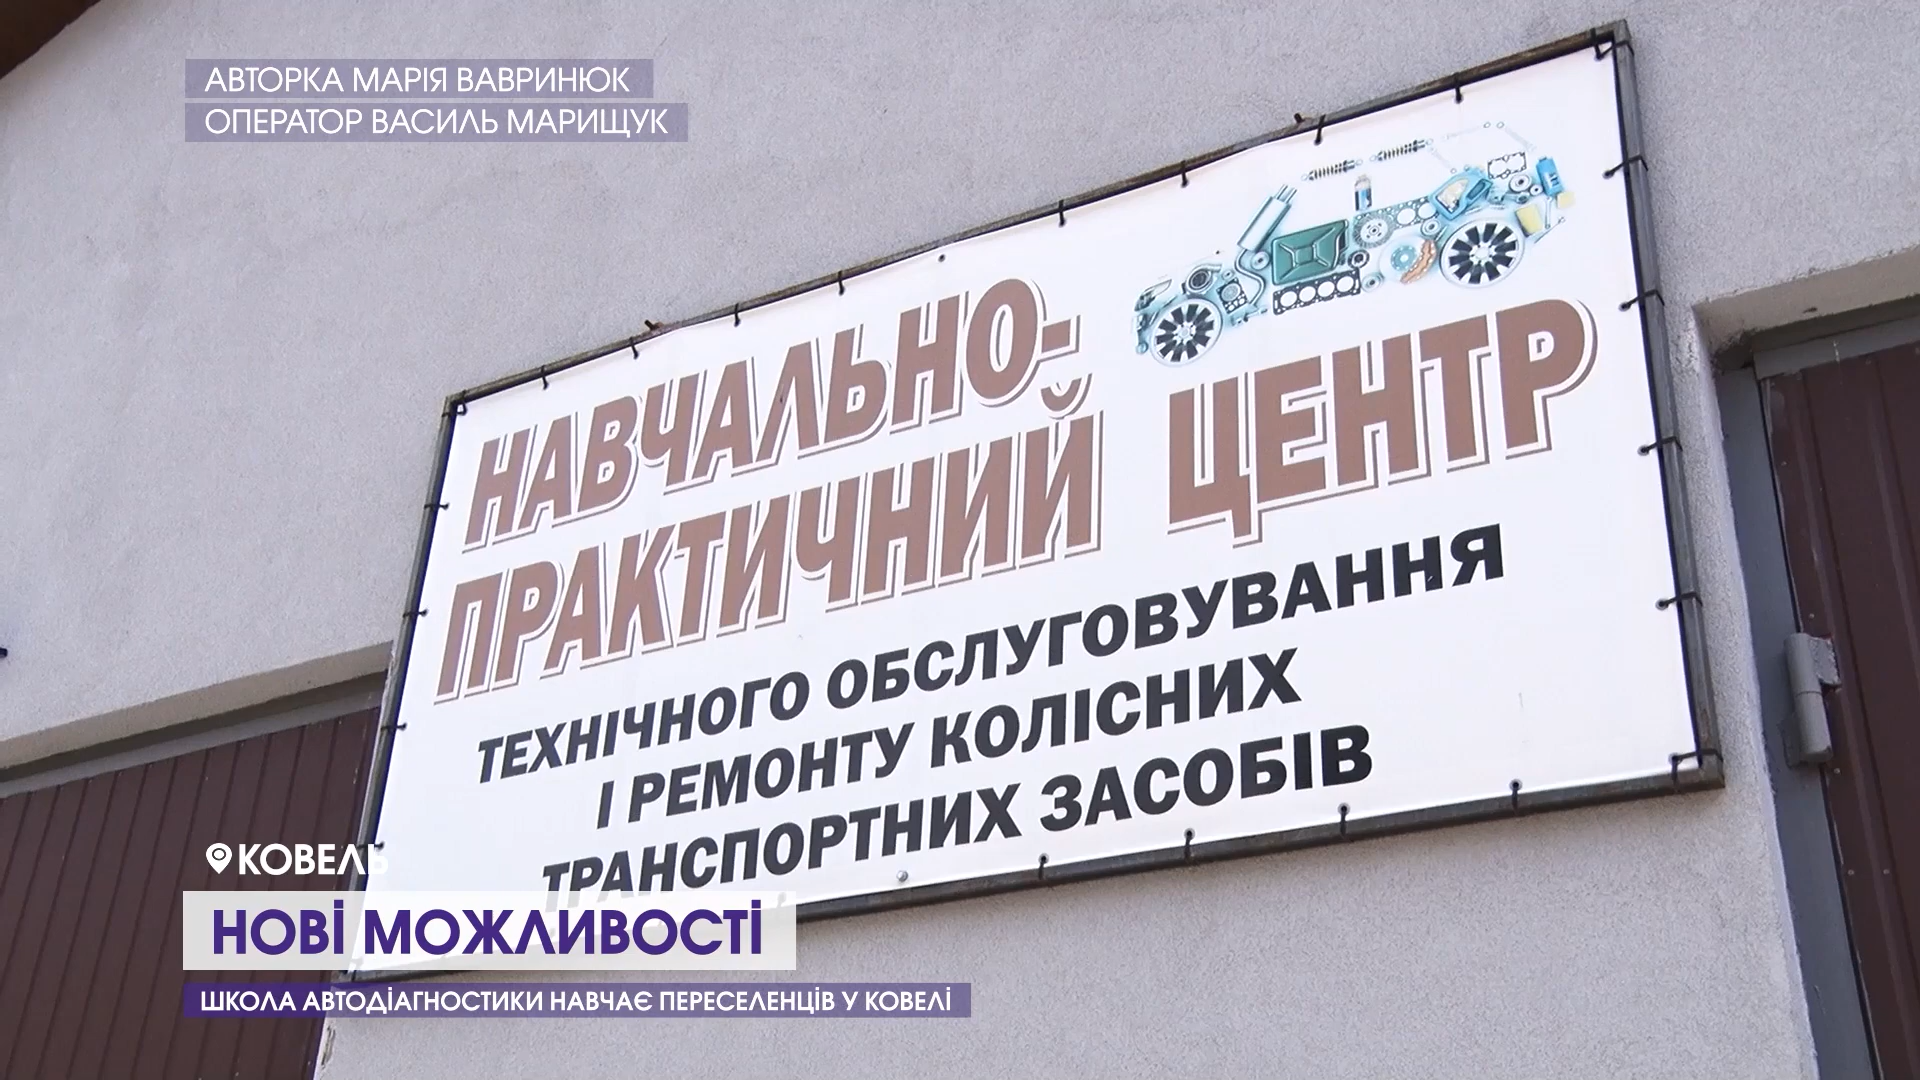 АВТОРКА МАРІЯ ВАВРИНЮК
ОПЕРАТОР ВАСИЛЬ МАРИЩУК
НАВЧАЛЬНО-
ПРАКТИЧНИЙ ЦЕНТР
ТЕХНІЧНОГО ОБСЛУГОВУВАННЯ
І РЕМОНТУ КОЛІСНИХ
ТРАНСПОРТНИХ ЗАСОБІВ
КОВЕЛЬ
НОВІ МОЖЛИВОСТІ
ШКОЛА АВТОДІАГНОСТИКИ НАВЧАЄ ПЕРЕСЕЛЕНЦІВ У КОВЕЛІ